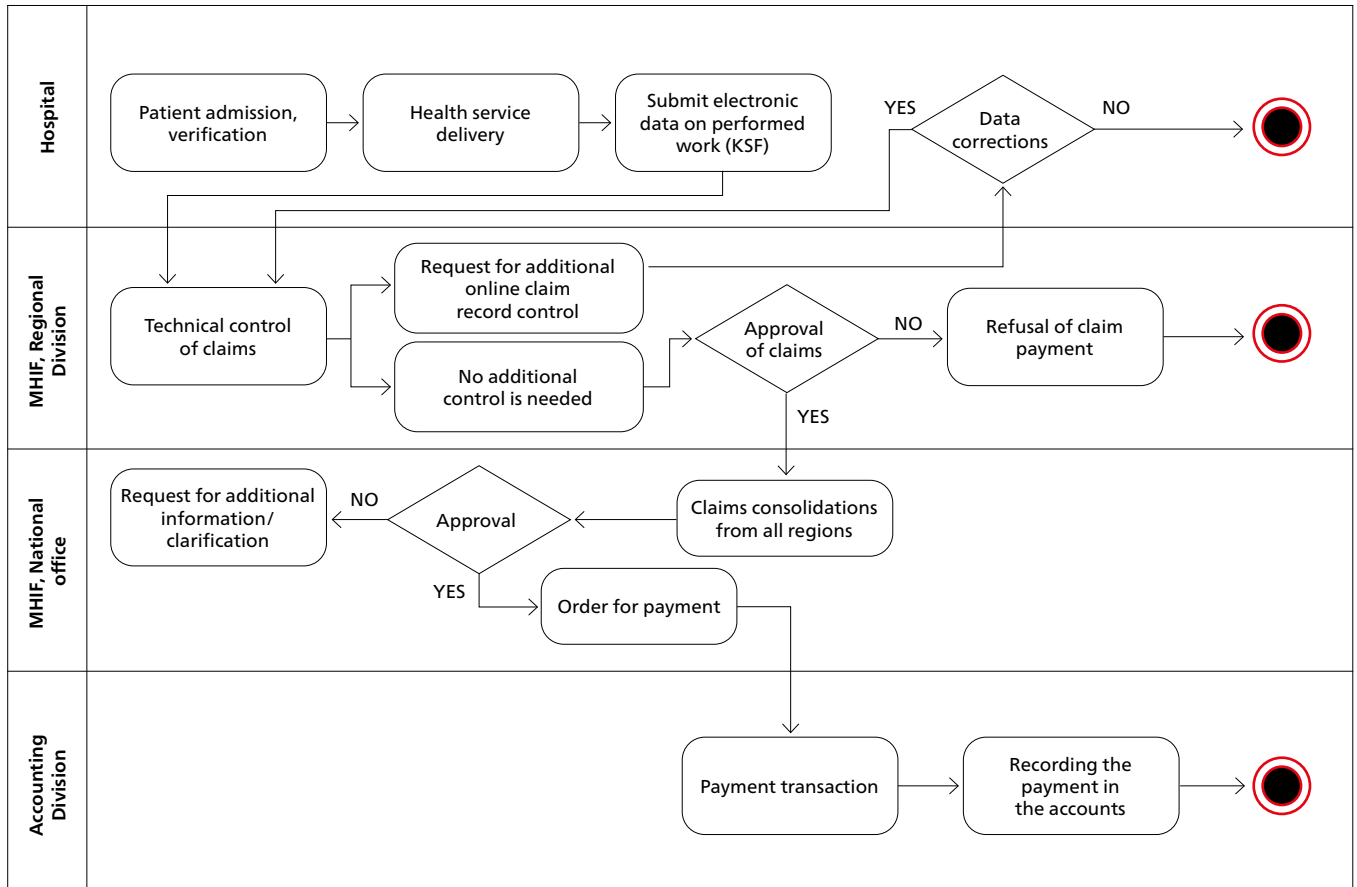 Hospital
Patient admission,
verification
Health service
delivery
Submit electronic
data on performed
work (KSF)
YES
Data
corrections
NO
MHIF, Regional
Division
Technical control
of claims
Request for additional
online claim
record control
No additional
control is needed
Approval
of claims
NO
YES
Refusal of claim
payment
MHIF, National
office
Request for additional
information/
clarification
NO
Approval
YES
Claims consolidations
from all regions
Order for payment
Accounting
Division
Payment transaction
Recording the
payment in
the accounts